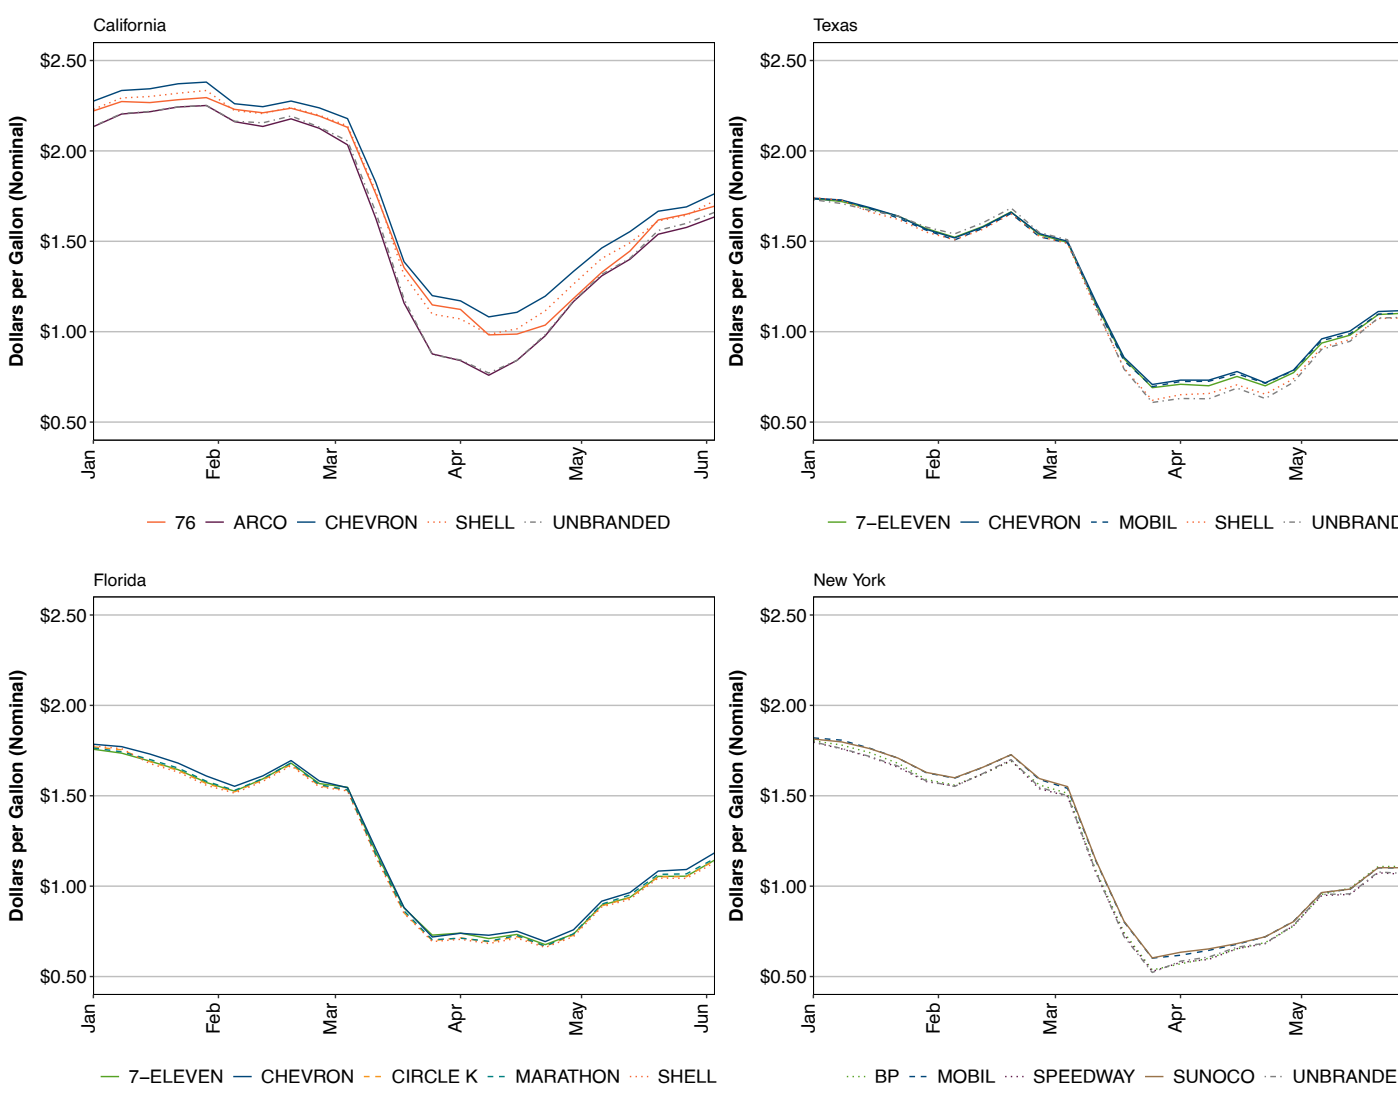 California
Dollars per Gallon (Nominal)
$2.50
$2.00
$1.50
$1.00
$0.50
Jan Feb Mar Apr May Jun
76 ARCO CHEVRON SHELL UNBRANDED
Texas
Dollars per Gallon (Nominal)
$2.50
$2.00
$1.50
$1.00
$0.50
Jan Feb Mar Apr May
7−ELEVEN CHEVRON MOBIL SHELL UNBRAND
Florida
Dollars per Gallon (Nominal)
$2.50
$2.00
$1.50
$1.00
$0.50
Jan Feb Mar Apr May Jun
7−ELEVEN CHEVRON CIRCLE K MARATHON SHELL
New York
Dollars per Gallon (Nominal)
$2.50
$2.00
$1.50
$1.00
$0.50
Jan Feb Mar Apr May
BP MOBIL SPEEDWAY SUNOCO UNBRANDE